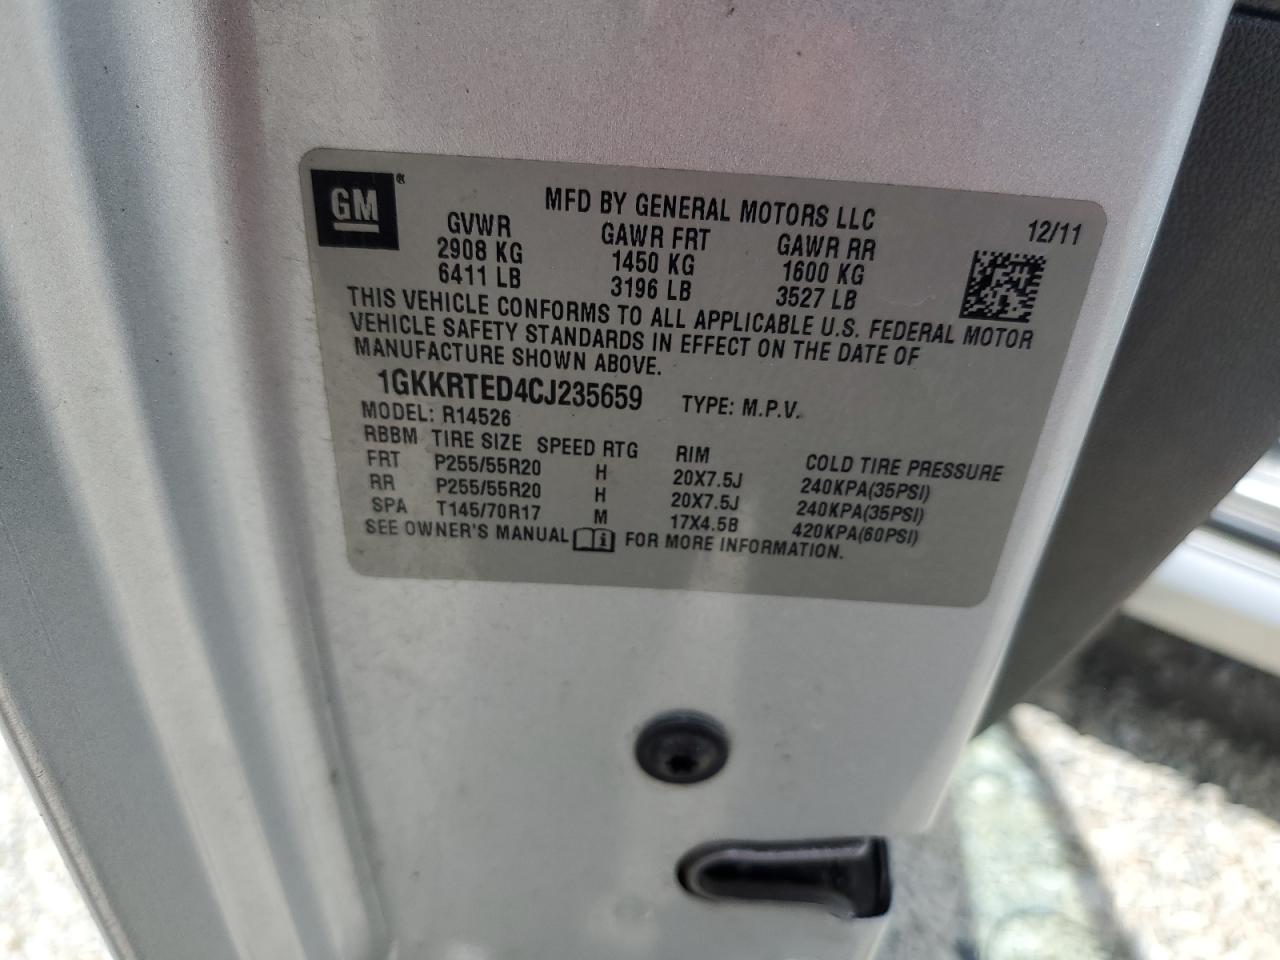 GM®
MFD BY GENERAL MOTORS LLC
12/11
GVWR GAWR FRT GAWR RR
2908 KG 1450 KG 1600 KG
6411 LB 3196 LB 3527 LB
THIS VEHICLE CONFORMS TO ALL APPLICABLE U.S. FEDERAL MOTOR
VEHICLE SAFETY STANDARDS IN EFFECT ON THE DATE OF
MANUFACTURE SHOWN ABOVE.
1GKKRTED4CJ235659 TYPE: M.P.V.
MODEL: R14526
RBBM TIRE SIZE SPEED RTG RIM COLD TIRE PRESSURE
FRT P255/55R20 H 20X7.5J 240KPA(35PSI)
RR P255/55R20 H 20X7.5J 240KPA(35PSI)
SPA T145/70R17 M 17X4.5B 420KPA(60PSI)
SEE OWNER'S MANUAL FOR MORE INFORMATION.